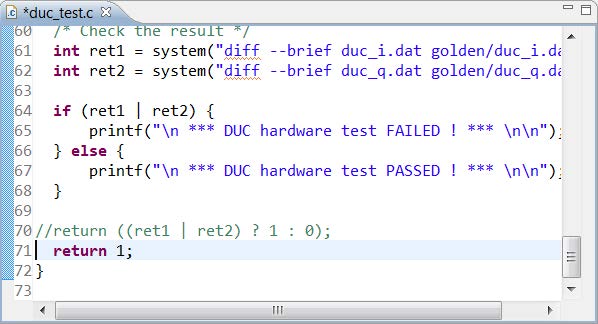 *duc_test.c
60 /* Check the result */
61 int ret1 = system("diff --brief duc_i.dat golden/duc_i.da
62 int ret2 = system("diff --brief duc_q.dat golden/duc_q.da
63
64 if (ret1 | ret2) {
65 printf("\n *** DUC hardware test FAILED ! *** \n\n");
66 } else {
67 printf("\n *** DUC hardware test PASSED ! *** \n\n");
68 }
69
70 //return ((ret1 | ret2) ? 1 : 0);
71 return 1;
72 }
73